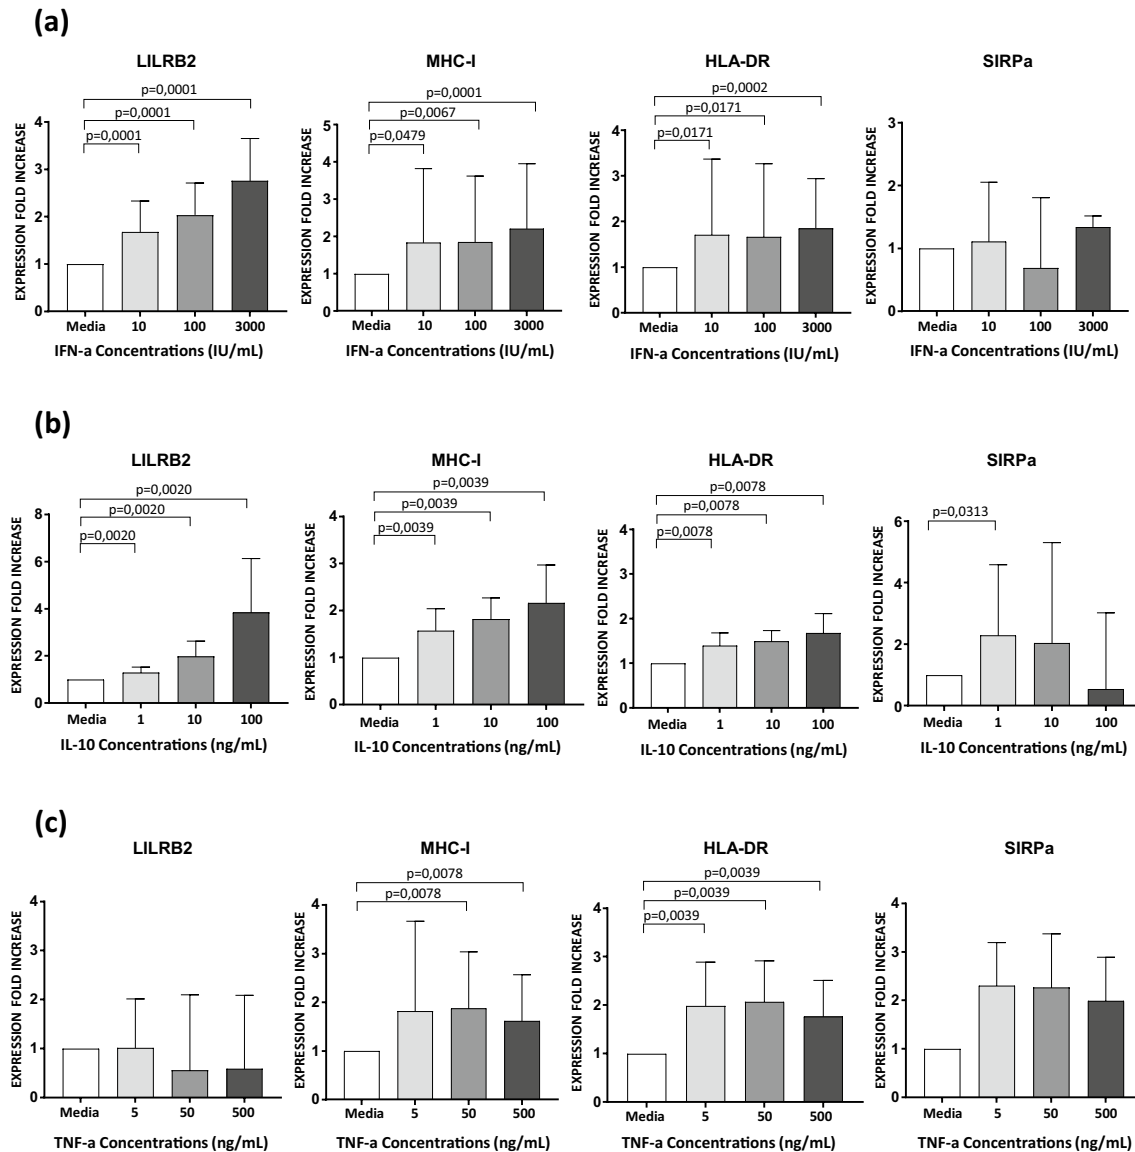 (a)
LILRB2
EXPRESSION FOLD INCREASE
4
3
2
1
0
p=0,0001
p=0,0001
p=0,0001
Media 10 100 3000
IFN-a Concentrations (IU/mL)
MHC-I
EXPRESSION FOLD INCREASE
5
4
3
2
1
0
p=0,0001
p=0,0067
p=0,0479
Media 10 100 3000
IFN-a Concentrations (IU/mL)
HLA-DR
EXPRESSION FOLD INCREASE
4
3
2
1
0
p=0,0002
p=0,0171
p=0,0171
Media 10 100 3000
IFN-a Concentrations (IU/mL)
SIRPa
EXPRESSION FOLD INCREASE
3
2
1
0
Media 10 100 3000
IFN-a Concentrations (IU/mL)
(b)
LILRB2
EXPRESSION FOLD INCREASE
8
6
4
2
0
p=0,0020
p=0,0020
p=0,0020
Media 1 10 100
IL-10 Concentrations (ng/mL)
MHC-I
EXPRESSION FOLD INCREASE
4
3
2
1
0
p=0,0039
p=0,0039
p=0,0039
Media 1 10 100
IL-10 Concentrations (ng/mL)
HLA-DR
EXPRESSION FOLD INCREASE
4
3
2
1
0
p=0,0078
p=0,0078
p=0,0078
Media 1 10 100
IL-10 Concentrations (ng/mL)
SIRPa
EXPRESSION FOLD INCREASE
6
4
2
0
p=0,0313
Media 1 10 100
IL-10 Concentrations (ng/mL)
(c)
LILRB2
EXPRESSION FOLD INCREASE
4
3
2
1
0
Media 5 50 500
TNF-a Concentrations (ng/mL)
MHC-I
EXPRESSION FOLD INCREASE
4
3
2
1
0
p=0,0078
p=0,0078
Media 5 50 500
TNF-a Concentrations (ng/mL)
HLA-DR
EXPRESSION FOLD INCREASE
4
3
2
1
0
p=0,0039
p=0,0039
p=0,0039
Media 5 50 500
TNF-a Concentrations (ng/mL)
SIRPa
EXPRESSION FOLD INCREASE
4
3
2
1
0
Media 5 50 500
TNF-a Concentrations (ng/mL)